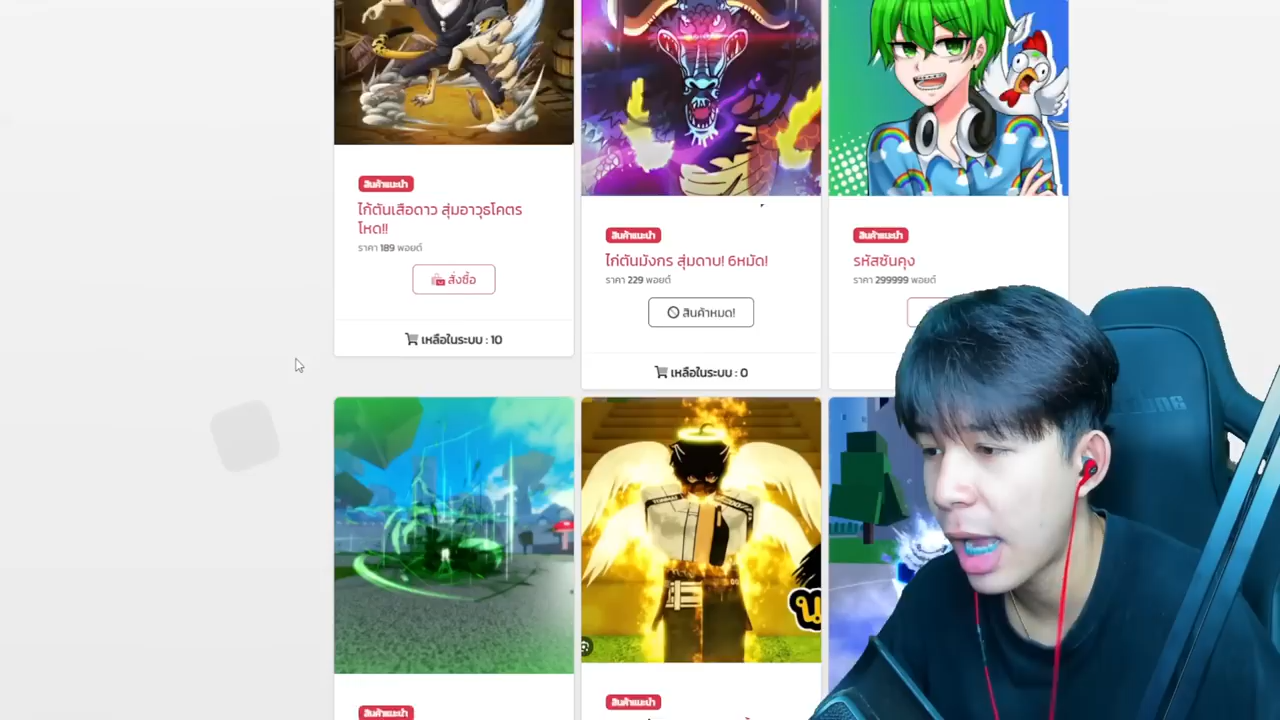 สินค้าแนะนำ
ไก้ตันเสือดาว สุ่มอาวุธโคตร
โหด!!
ราคา 189 พอยต์
สั่งซื้อ
เหลือในระบบ : 10
สินค้าแนะนำ
ไก่ตันมังกร สุ่มดาบ! 6หมัด!
ราคา 229 พอยต์
สินค้าหมด!
เหลือในระบบ : 0
สินค้าแนะนำ
รหัสซันคุง
ราคา 299999 พอยต์
สินค้าแนะนำ
สินค้าแนะนำ